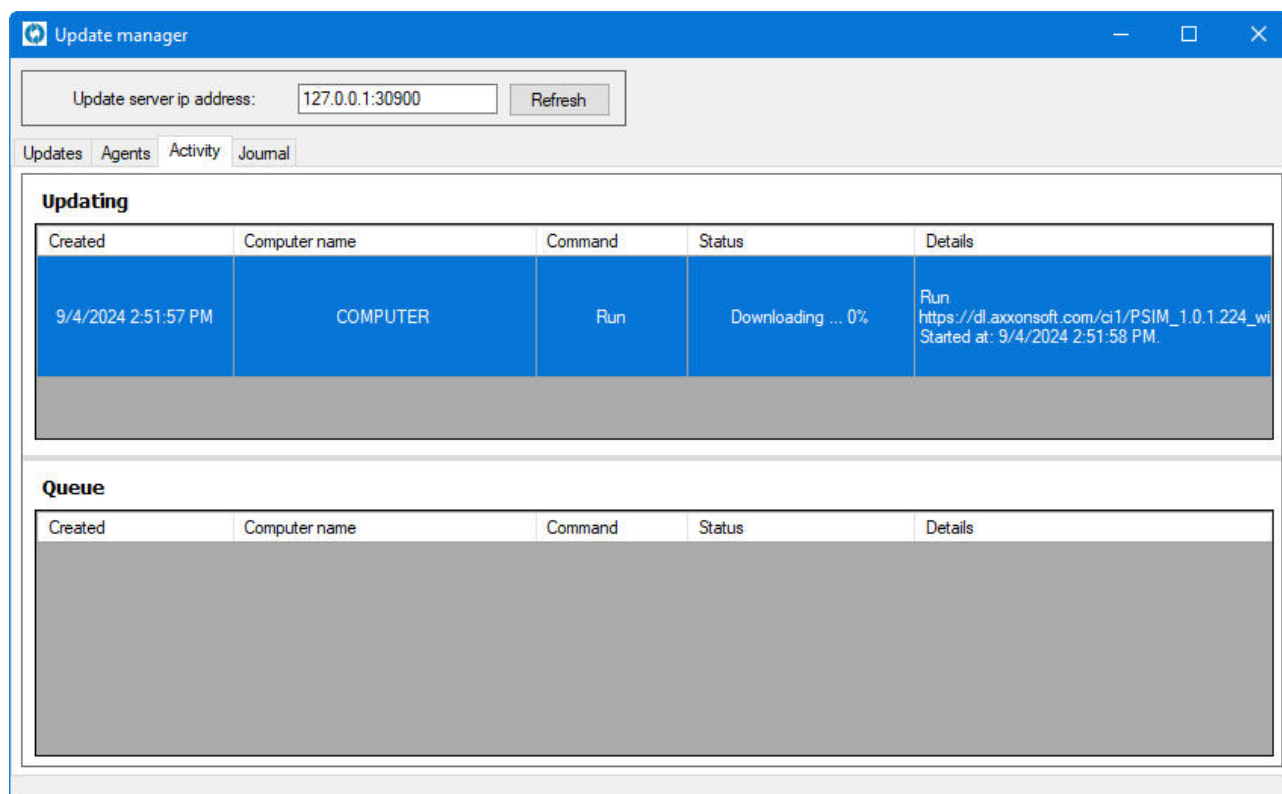 Update manager
Update server ip address: 127.0.0.1:30900 Refresh
Updates Agents Activity Journal
Updating
Created Computer name Command Status Details
9/4/2024 2:51:57 PM COMPUTER Run Downloading ... 0%
Run
https://dl.axxonsoft.com/ci1/PSIM_1.0.1.224_wi
Started at: 9/4/2024 2:51:58 PM.
Queue
Created Computer name Command Status Details